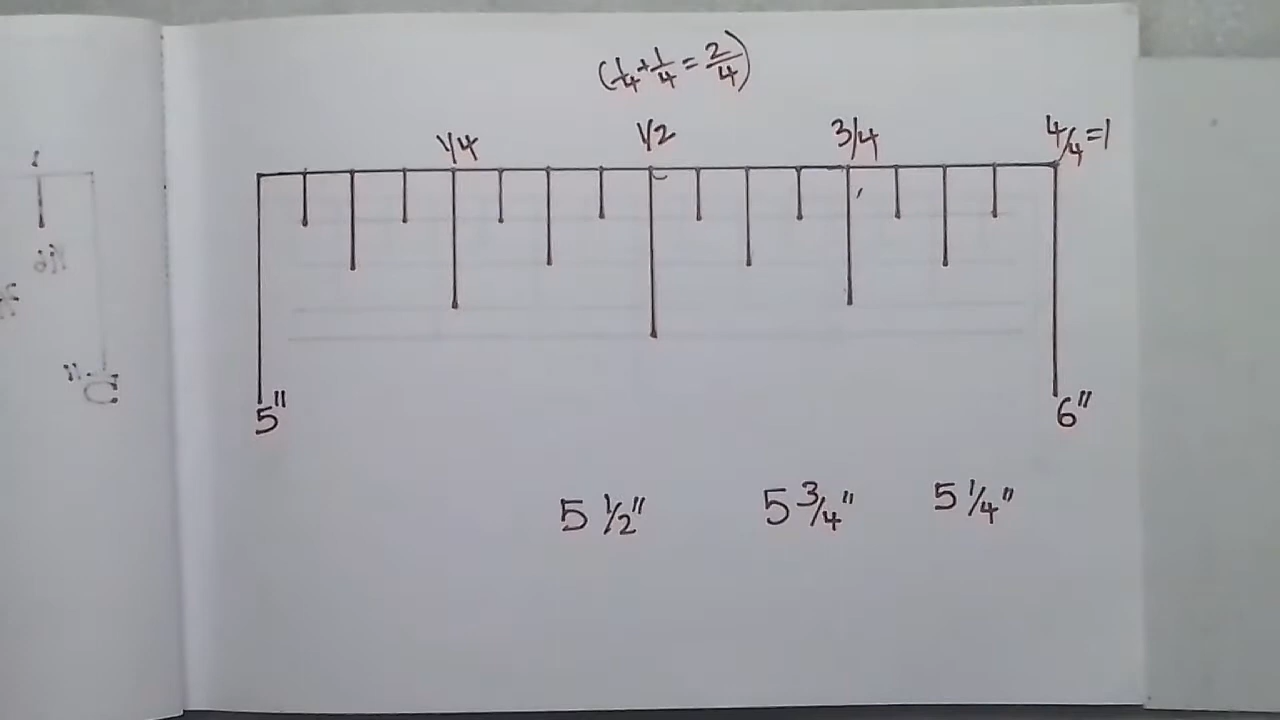 (1/4+1/4=2/4)
1/4 1/2 3/4 4/4=1
5" 6"
5 1/2" 5 3/4" 5 1/4"